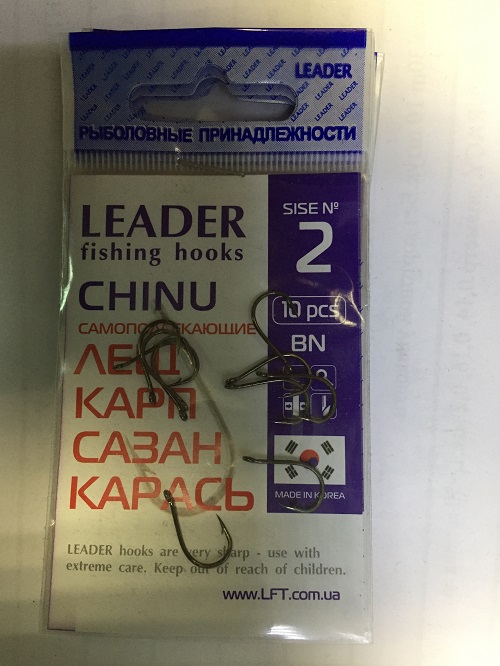 LEADER
РЫБОЛОВНЫЕ ПРИНАДЛЕЖНОСТИ
LEADER
fishing hooks
SISE №
2
CHINU
10 pcs
САМОПОДСЕКАЮЩИЕ
BN
ЛЕЩ
КАРП
САЗАН
КАРАСЬ
MADE IN KOREA
LEADER hooks are very sharp - use with
extreme care. Keep out of reach of children.
www.LFT.com.ua